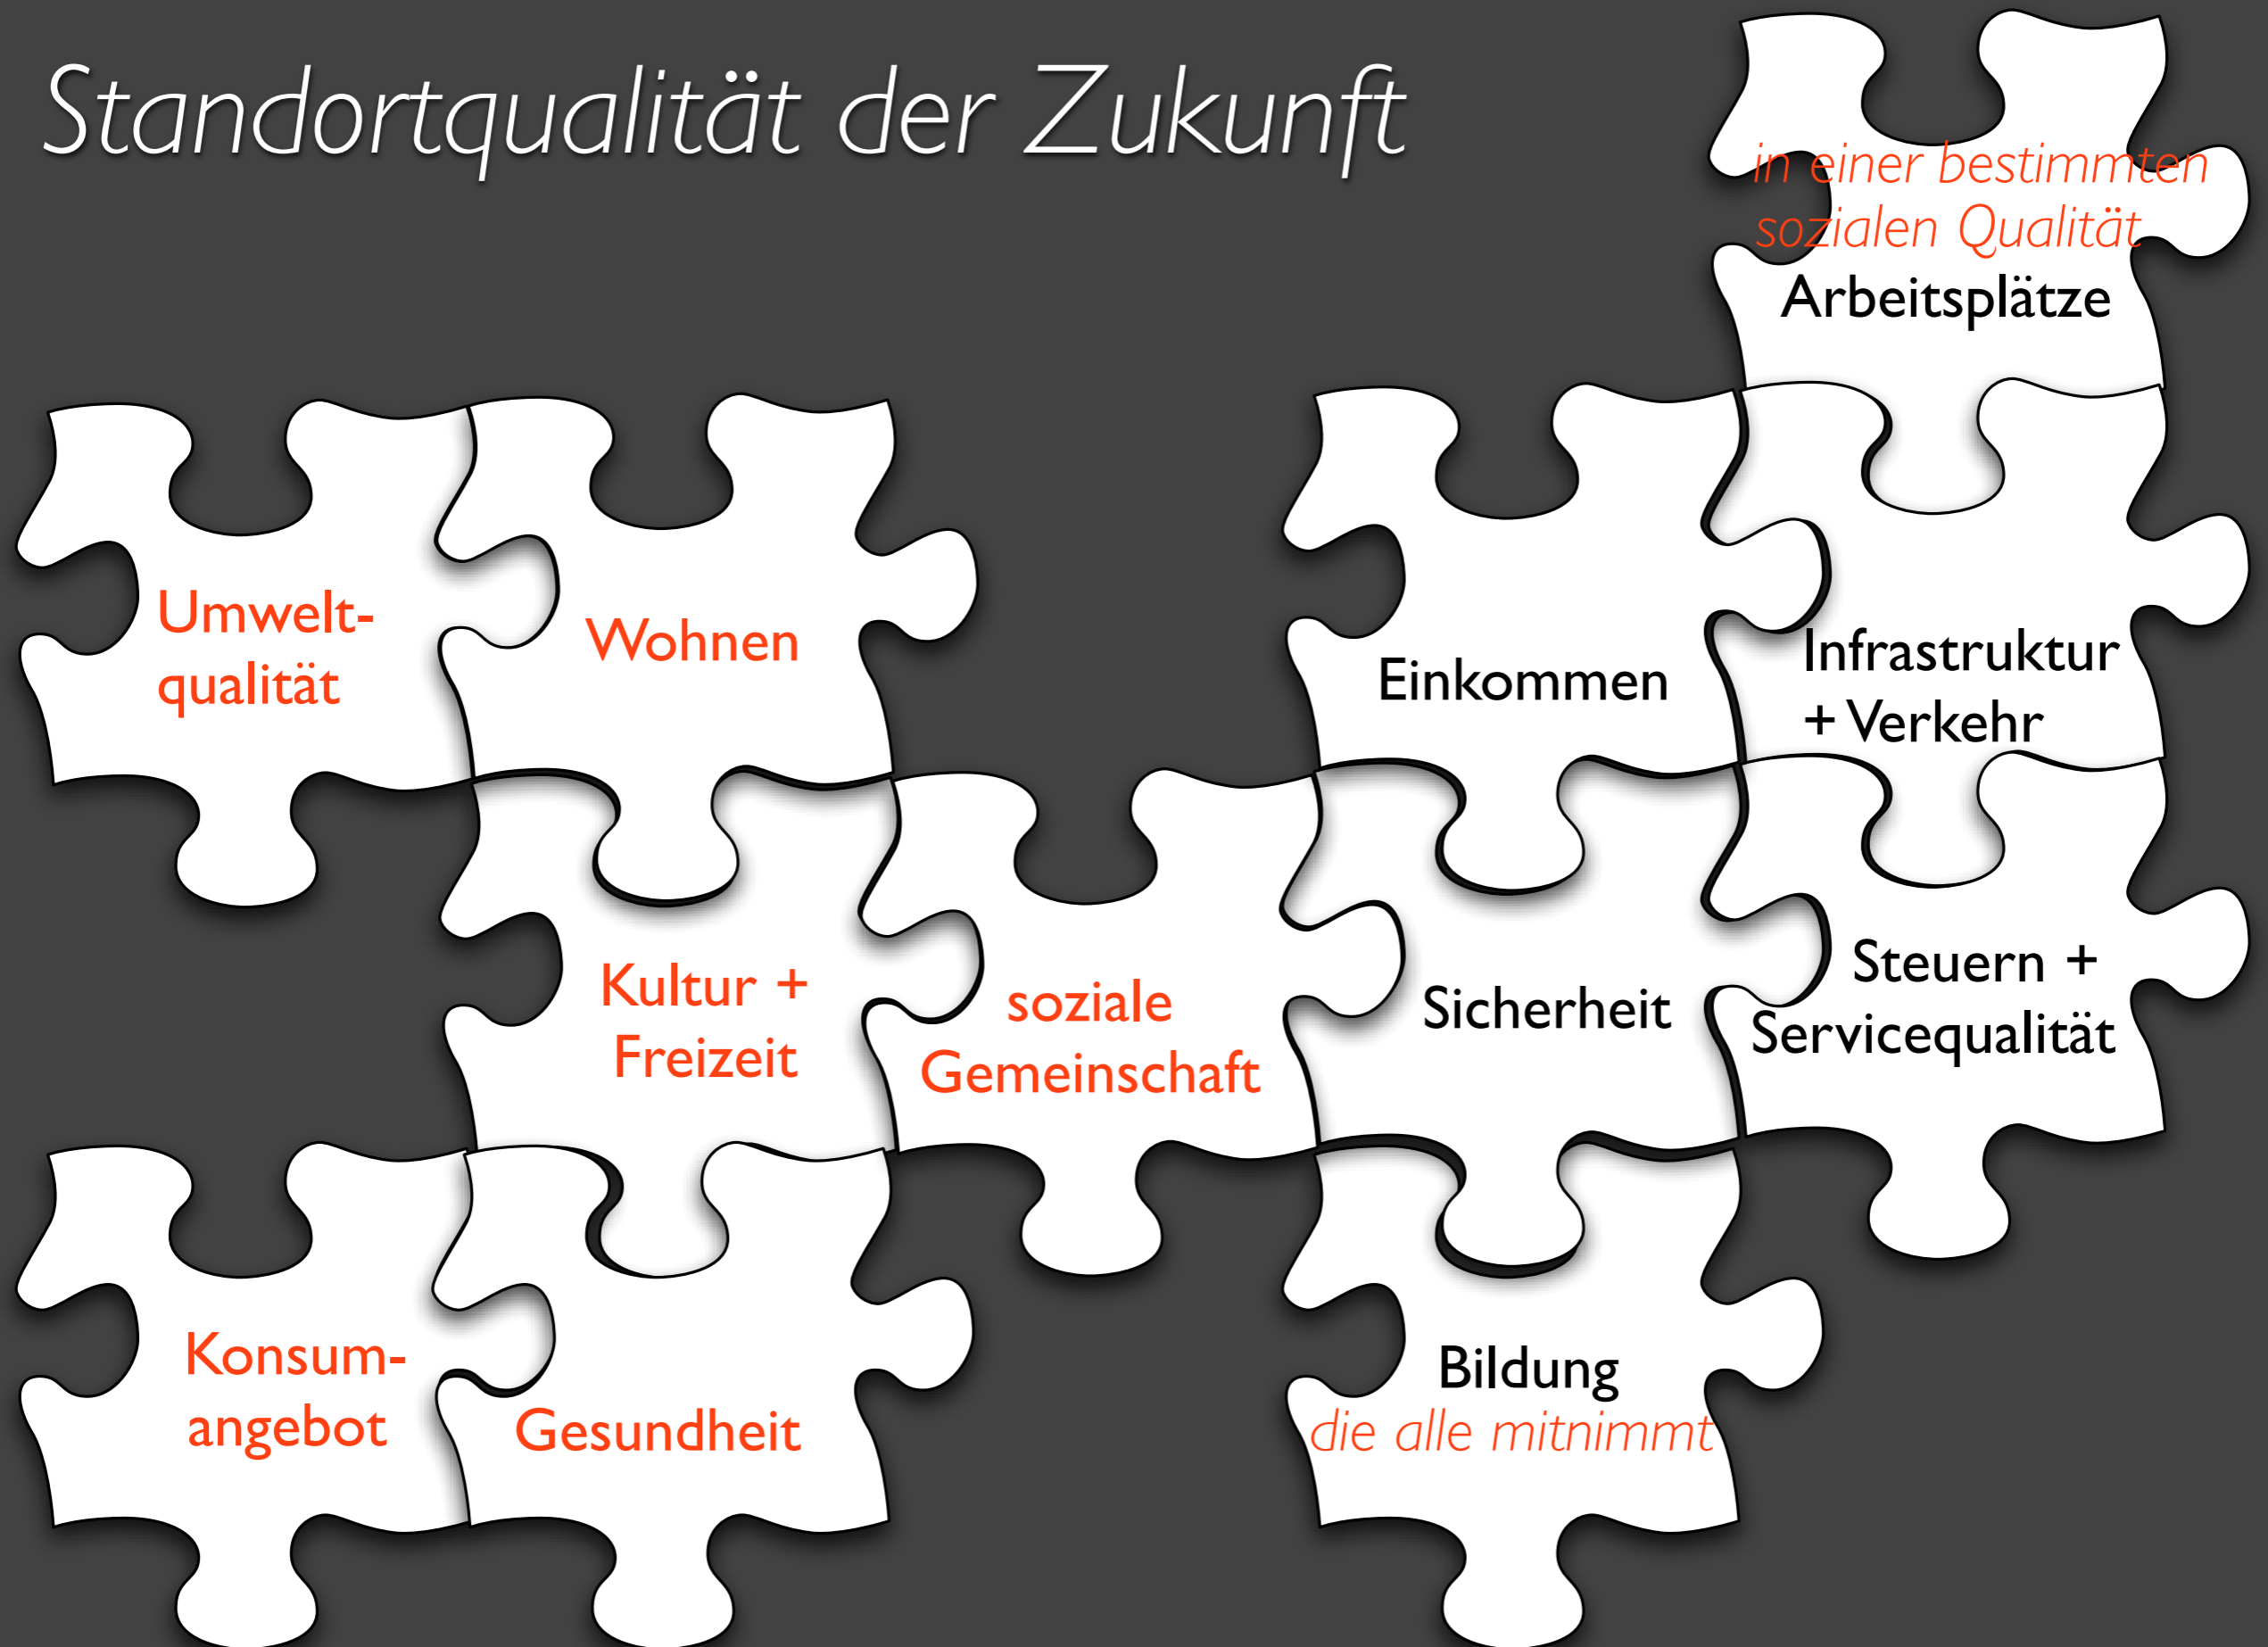 Standortqualität der Zukunft
in einer bestimmten
sozialen Qualität
Arbeitsplätze
Umwelt-
qualität
Wohnen
Einkommen
Infrastruktur
+ Verkehr
Kultur +
Freizeit
soziale
Gemeinschaft
Sicherheit
Steuern +
Servicequalität
Konsum-
angebot
Gesundheit
Bildung
die alle mitnimmt